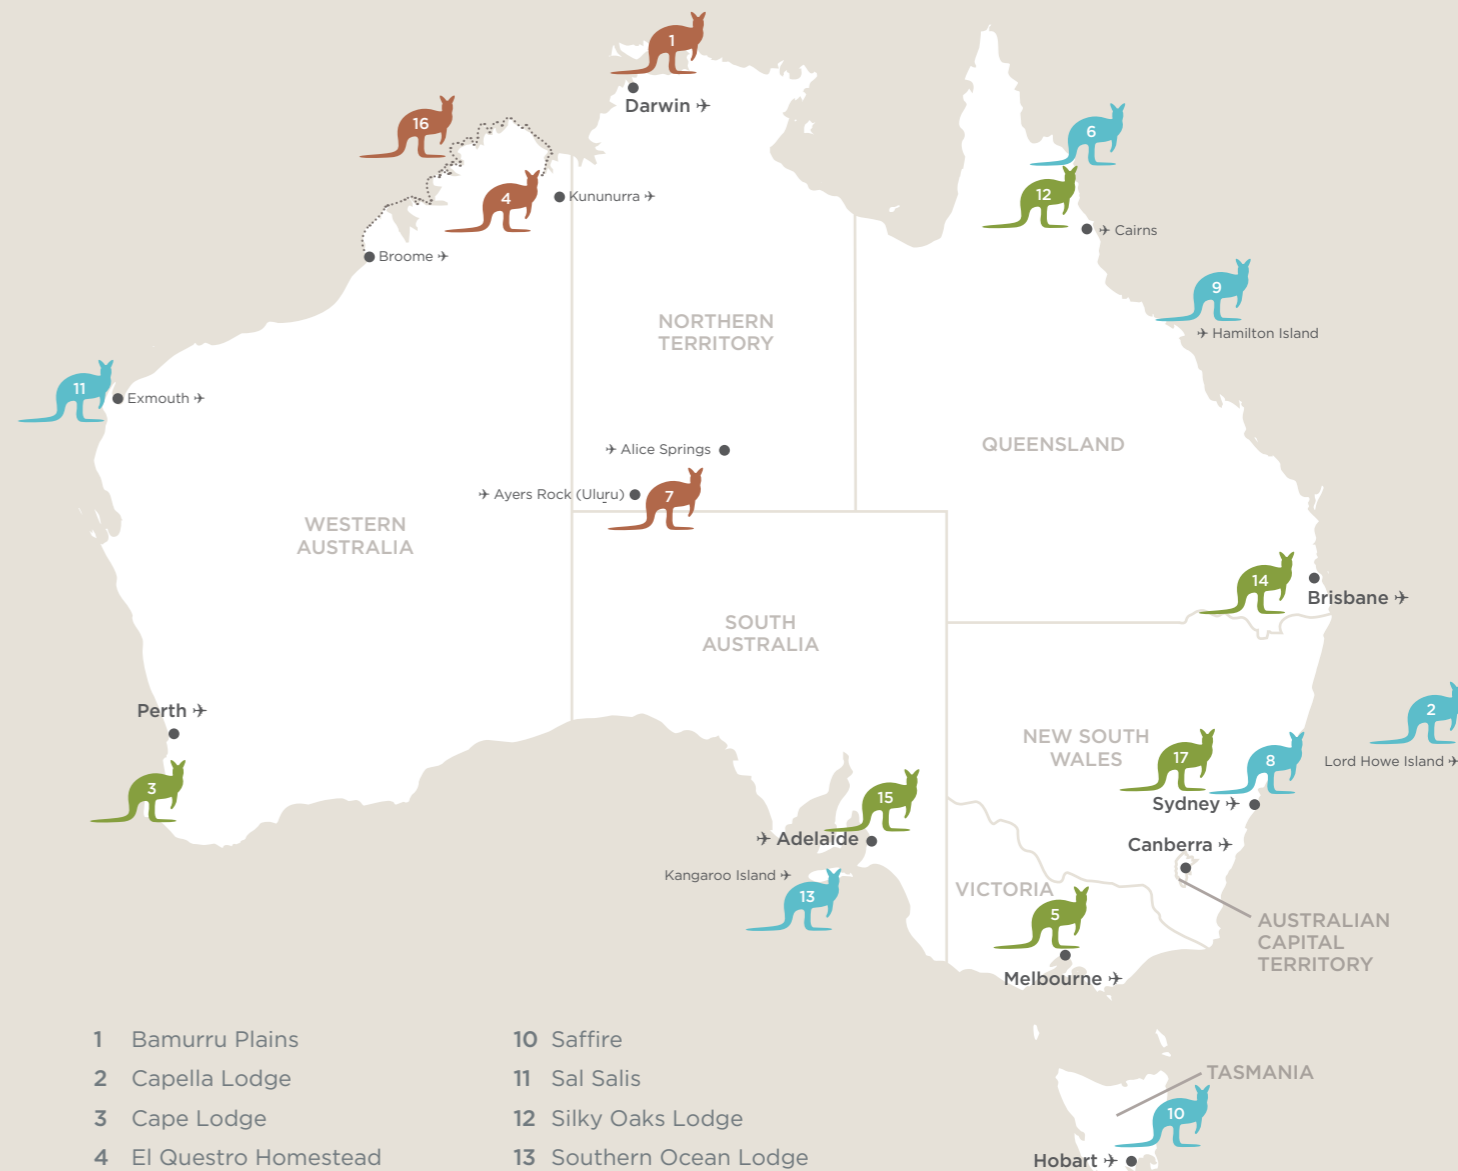 1
Darwin ✈
16
6
4
Kununurra ✈
12
✈ Cairns
Broome ✈
9
NORTHERN
TERRITORY
✈ Hamilton Island
11
Exmouth ✈
✈ Alice Springs
QUEENSLAND
✈ Ayers Rock (Uluṟu)
7
WESTERN
AUSTRALIA
14
Brisbane ✈
SOUTH
AUSTRALIA
Perth ✈
2
NEW SOUTH
WALES
17
8
Lord Howe Island ✈
3
15
Sydney ✈
✈ Adelaide
Canberra ✈
Kangaroo Island ✈
13
VICTORIA
5
AUSTRALIAN
CAPITAL
TERRITORY
Melbourne ✈
1 Bamurru Plains
2 Capella Lodge
3 Cape Lodge
4 El Questro Homestead
10 Saffire
11 Sal Salis
12 Silky Oaks Lodge
13 Southern Ocean Lodge
TASMANIA
10
Hobart ✈